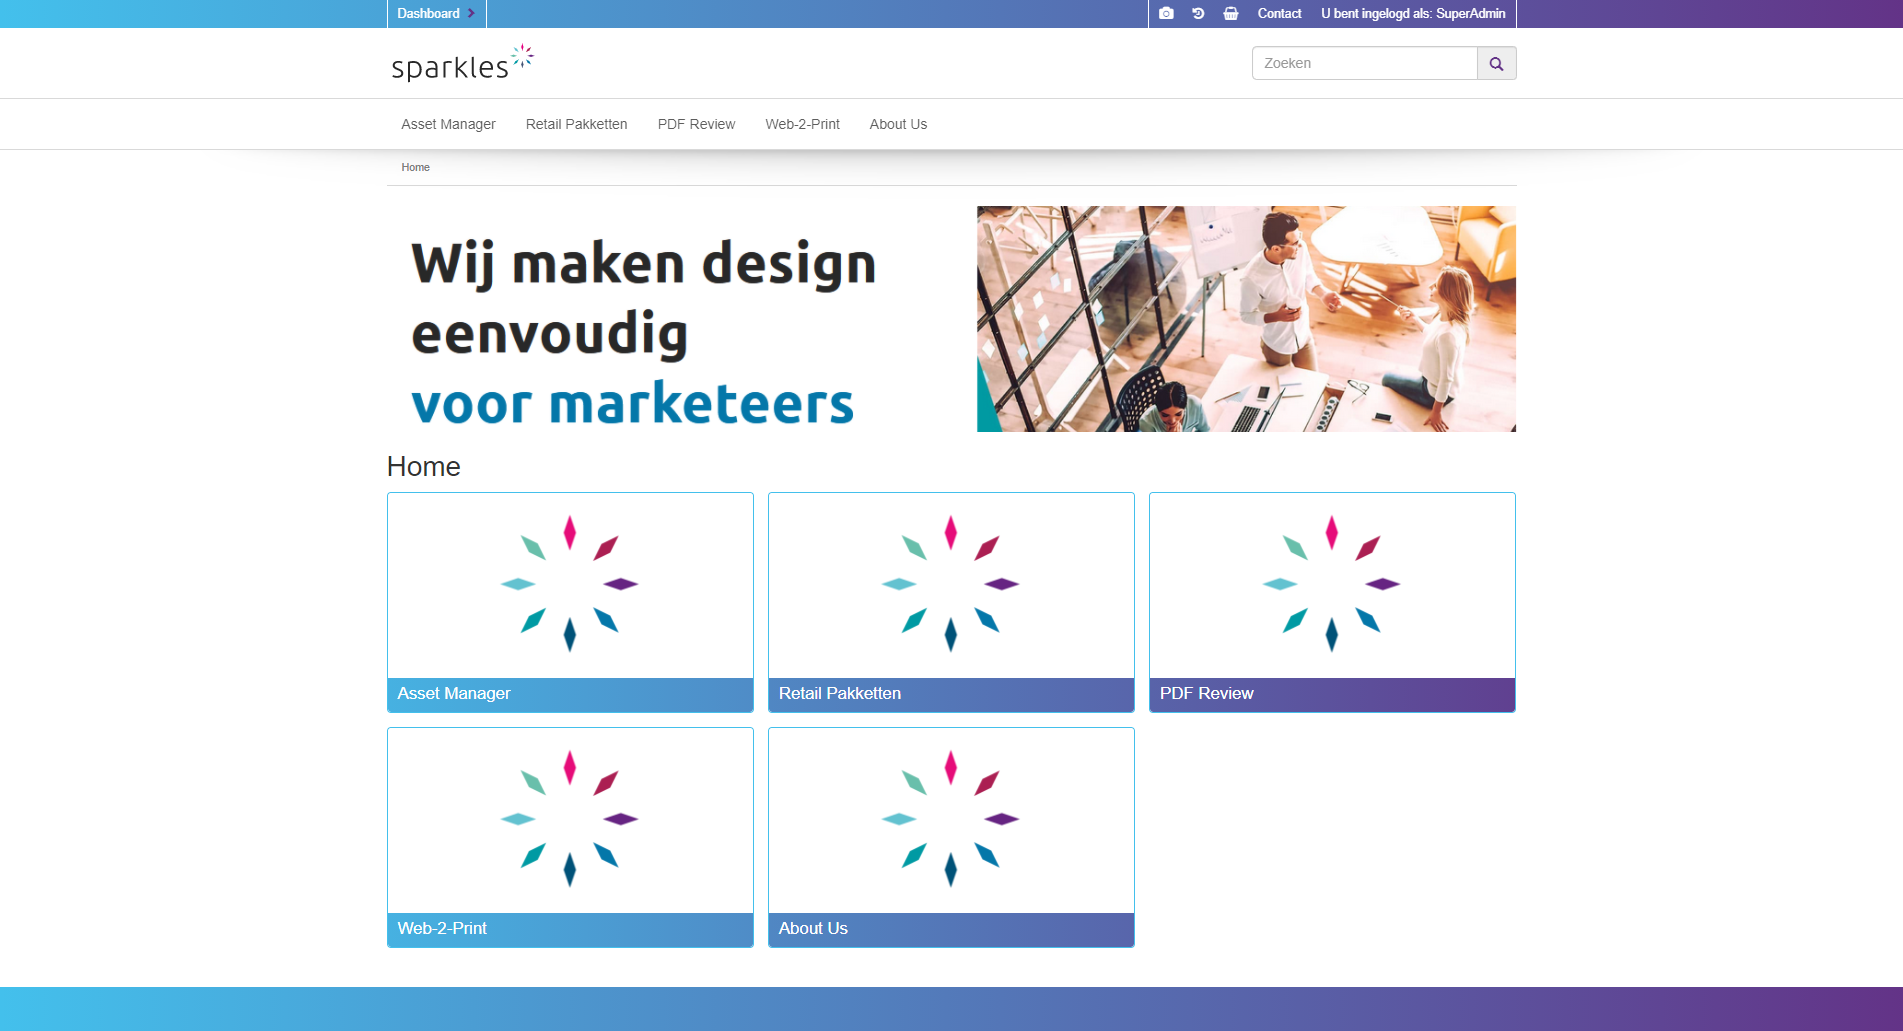 Dashboard
Contact
U bent ingelogd als: SuperAdmin
sparkles
Zoeken
Asset Manager
Retail Pakketten
PDF Review
Web-2-Print
About Us
Home
Wij maken design
eenvoudig
voor marketeers
Home
Asset Manager
Retail Pakketten
PDF Review
Web-2-Print
About Us